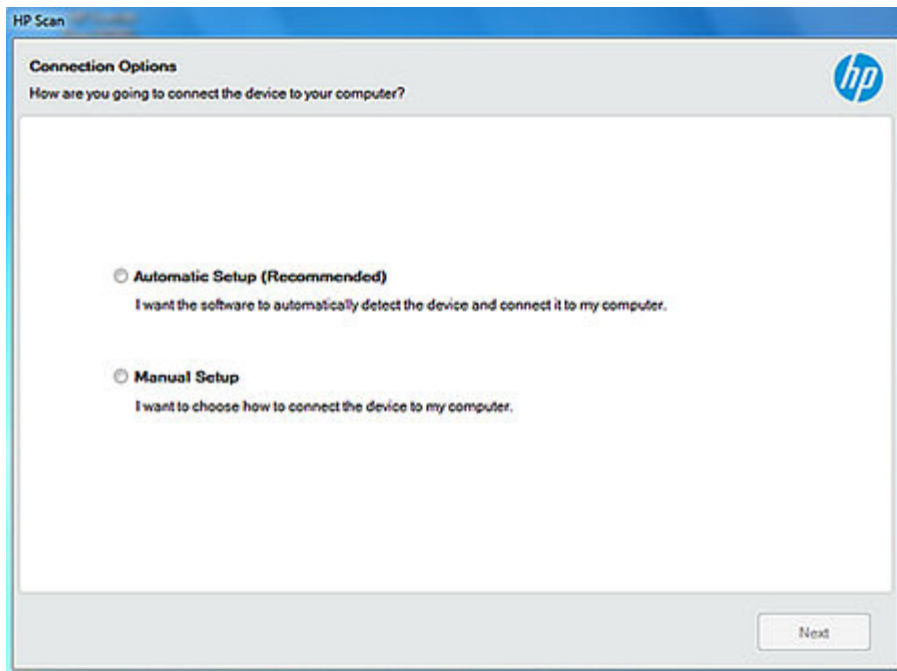 HP Scan
Connection Options
How are you going to connect the device to your computer?
hp
Automatic Setup (Recommended)
I want the software to automatically detect the device and connect it to my computer.
Manual Setup
I want to choose how to connect the device to my computer.
Next